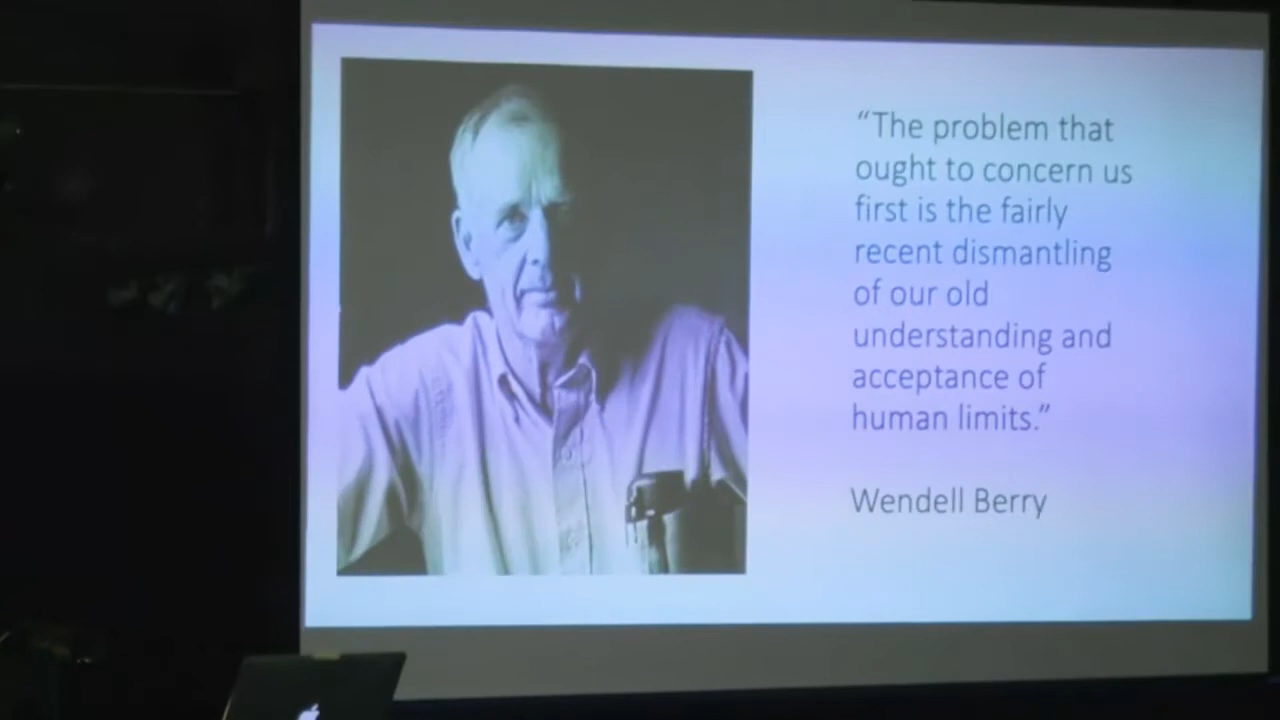 “The problem that
ought to concern us
first is the fairly
recent dismantling
of our old
understanding and
acceptance of
human limits.”
Wendell Berry